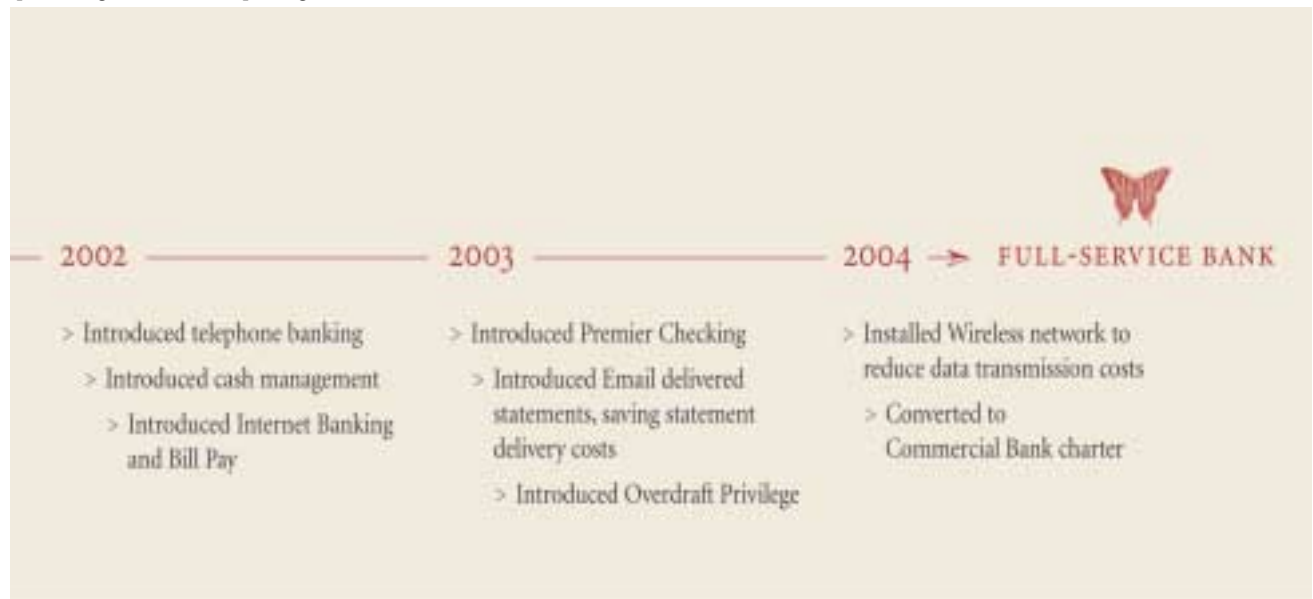 2002
> Introduced telephone banking
> Introduced cash management
> Introduced Internet Banking
and Bill Pay
2003
> Introduced Premier Checking
> Introduced Email delivered
statements, saving statement
delivery costs
> Introduced Overdraft Privilege
2004
FULL-SERVICE BANK
> Installed Wireless network to
reduce data transmission costs
> Converted to
Commercial Bank charter